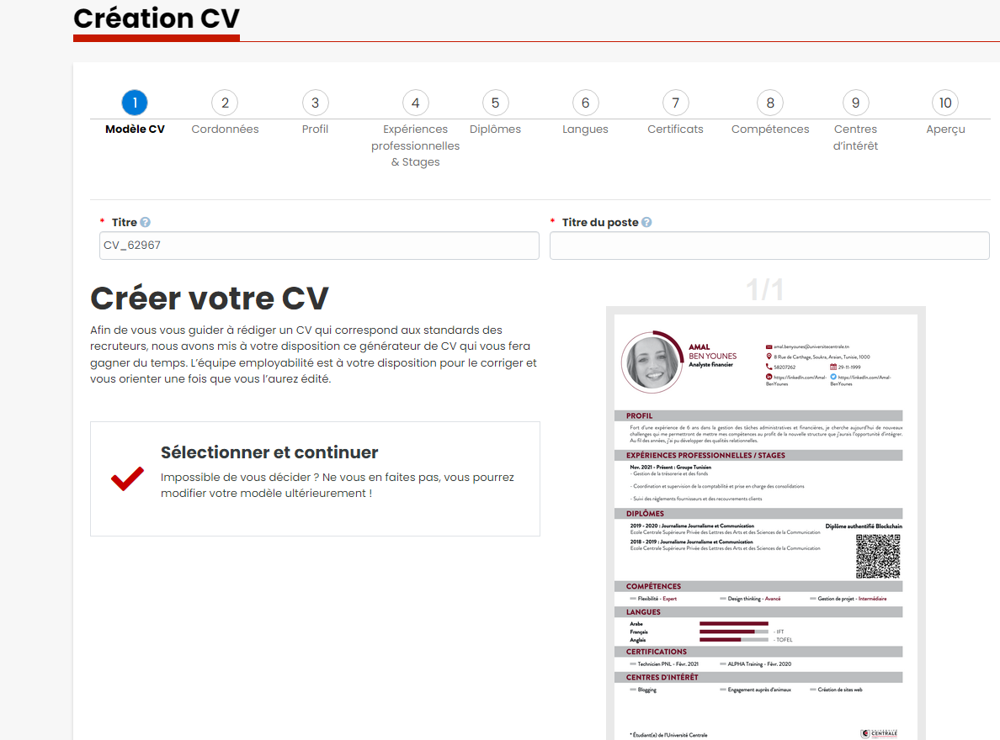 Création CV
1
2
3
4
5
6
7
8
9
10
Modèle CV
Cordonnées
Profil
Expériences
professionnelles
& Stages
Diplômes
Langues
Certificats
Compétences
Centres
d'intérêt
Aperçu
* Titre ?
* Titre du poste ?
CV_62967
Créer votre CV
Afin de vous vous guider à rédiger un CV qui correspond aux standards des
recruteurs, nous avons mis à votre disposition ce générateur de CV qui vous fera
gagner du temps. L'équipe employabilité est à votre disposition pour le corriger et
vous orienter une fois que vous l'aurez édité.
Sélectionner et continuer
Impossible de vous décider ? Ne vous en faites pas, vous pourrez
modifier votre modèle ultérieurement !
1/1
AMAL
BEN YOUNES
Analyste financier
amal.benyounes@universitecentrale.tn
8 Rue de Carthage, Soukra, Araian, Tunisie, 1000
58207262
29-11-1999
https://linkedIn.com/Amal-
BenYounes
https://linkedIn.com/Amal-
BenYounes
PROFIL
Fort d'une expérience de 6 ans dans la gestion des tâches administratives et financières, je cherche aujourd'hui de nouveaux
challenges qui me permettront de mettre mes compétences au profit de la nouvelle structure que j'aurais l'opportunité d'intégrer.
Au fil des années, j'ai pu développer des qualités relationnelles.
EXPÉRIENCES PROFESSIONNELLES / STAGES
Nov. 2021 - Présent : Groupe Tunisien
- Gestion de la trésorerie et des fonds
- Coordination et supervision de la comptabilité et prise en charge des consolidations
- Suivi des règlements fournisseurs et des recouvrements clients
DIPLÔMES
2019 - 2020 : Journalisme Journalisme et Communication
Ecole Centrale Supérieure Privée des Lettres des Arts et des Sciences de la Communication
2018 - 2019 : Journalisme Journalisme et Communication
Ecole Centrale Supérieure Privée des Lettres des Arts et des Sciences de la Communication
Diplôme authentifié Blockchain
COMPÉTENCES
Flexibilité - Expert
Design thinking - Avancé
Gestion de projet - Intermédiaire
LANGUES
Arabe
Français - IFT
Anglais - TOFEL
CERTIFICATIONS
Technicien PNL - Févr. 2021
ALPHA Training - Févr. 2020
CENTRES D'INTÉRÊT
Blogging
Engagement auprès d'animaux
Création de sites web
* Étudiant(e) de l'Université Centrale
CENTRALE